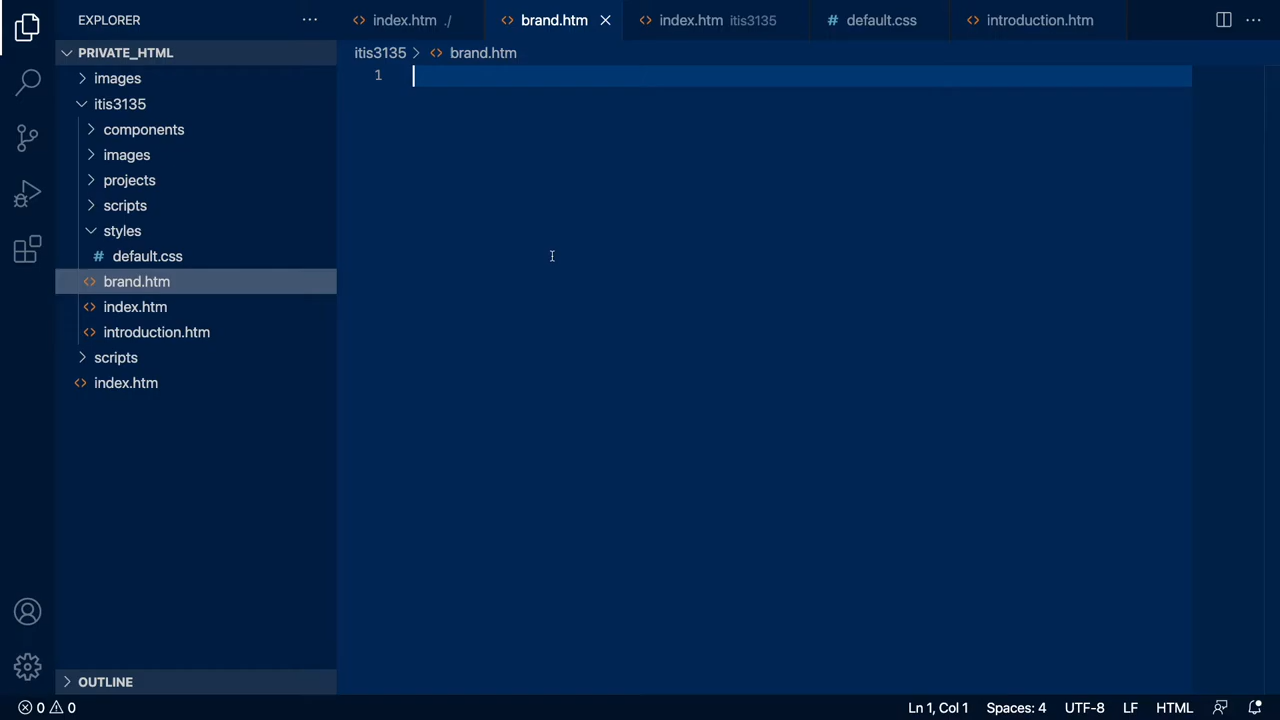 EXPLORER
PRIVATE_HTML
images
itis3135
components
images
projects
scripts
styles
# default.css
brand.htm
index.htm
introduction.htm
scripts
index.htm
OUTLINE
index.htm ./
brand.htm
index.htm itis3135
# default.css
introduction.htm
itis3135 > brand.htm
1
0 0
Ln 1, Col 1
Spaces: 4
UTF-8
LF
HTML